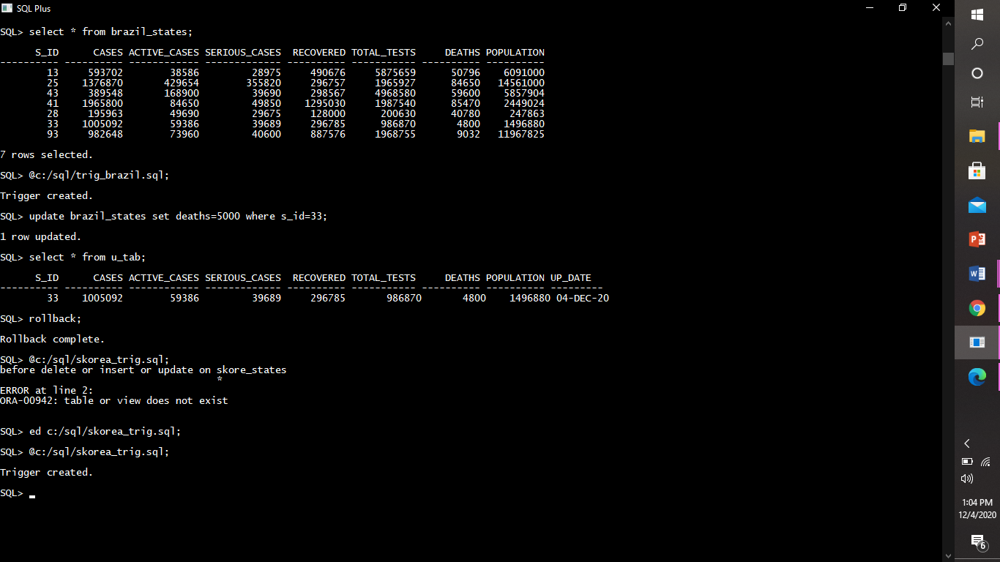 SQL Plus
SQL> select * from brazil_states;
S_ID CASES ACTIVE_CASES SERIOUS_CASES RECOVERED TOTAL_TESTS DEATHS POPULATION
---------- ---------- ------------ ------------- ---------- ----------- ---------- ----------
13 593702 38586 28975 490676 5875659 50796 6091000
25 1376870 429654 355820 296757 1965927 84650 14561000
43 389548 168900 39690 298567 4968580 59600 5857904
41 1965800 84650 49850 1295030 1987540 85470 2449024
28 195963 49690 29675 128000 200630 40780 247863
33 1005092 59386 39689 296785 986870 4800 1496880
93 982648 73960 40600 887576 1968755 9032 11967825
7 rows selected.
SQL> @c:/sql/trig_brazil.sql;
Trigger created.
SQL> update brazil_states set deaths=5000 where s_id=33;
1 row updated.
SQL> select * from u_tab;
S_ID CASES ACTIVE_CASES SERIOUS_CASES RECOVERED TOTAL_TESTS DEATHS POPULATION UP_DATE
---------- ---------- ------------ ------------- ---------- ----------- ---------- ---------- ---------
33 1005092 59386 39689 296785 986870 4800 1496880 04-DEC-20
SQL> rollback;
Rollback complete.
SQL> @c:/sql/skorea_trig.sql;
before delete or insert or update on skore_states
*
ERROR at line 2:
ORA-00942: table or view does not exist
SQL> ed c:/sql/skorea_trig.sql;
SQL> @c:/sql/skorea_trig.sql;
Trigger created.
SQL>
1:04 PM
12/4/2020
6